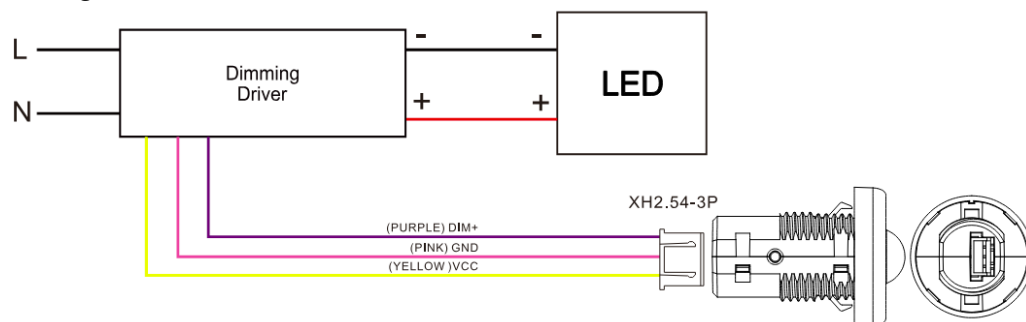 L
N
Dimming
Driver
-
-
+
+
LED
XH2.54-3P
(PURPLE) DIM+
(PINK) GND
(YELLOW )VCC